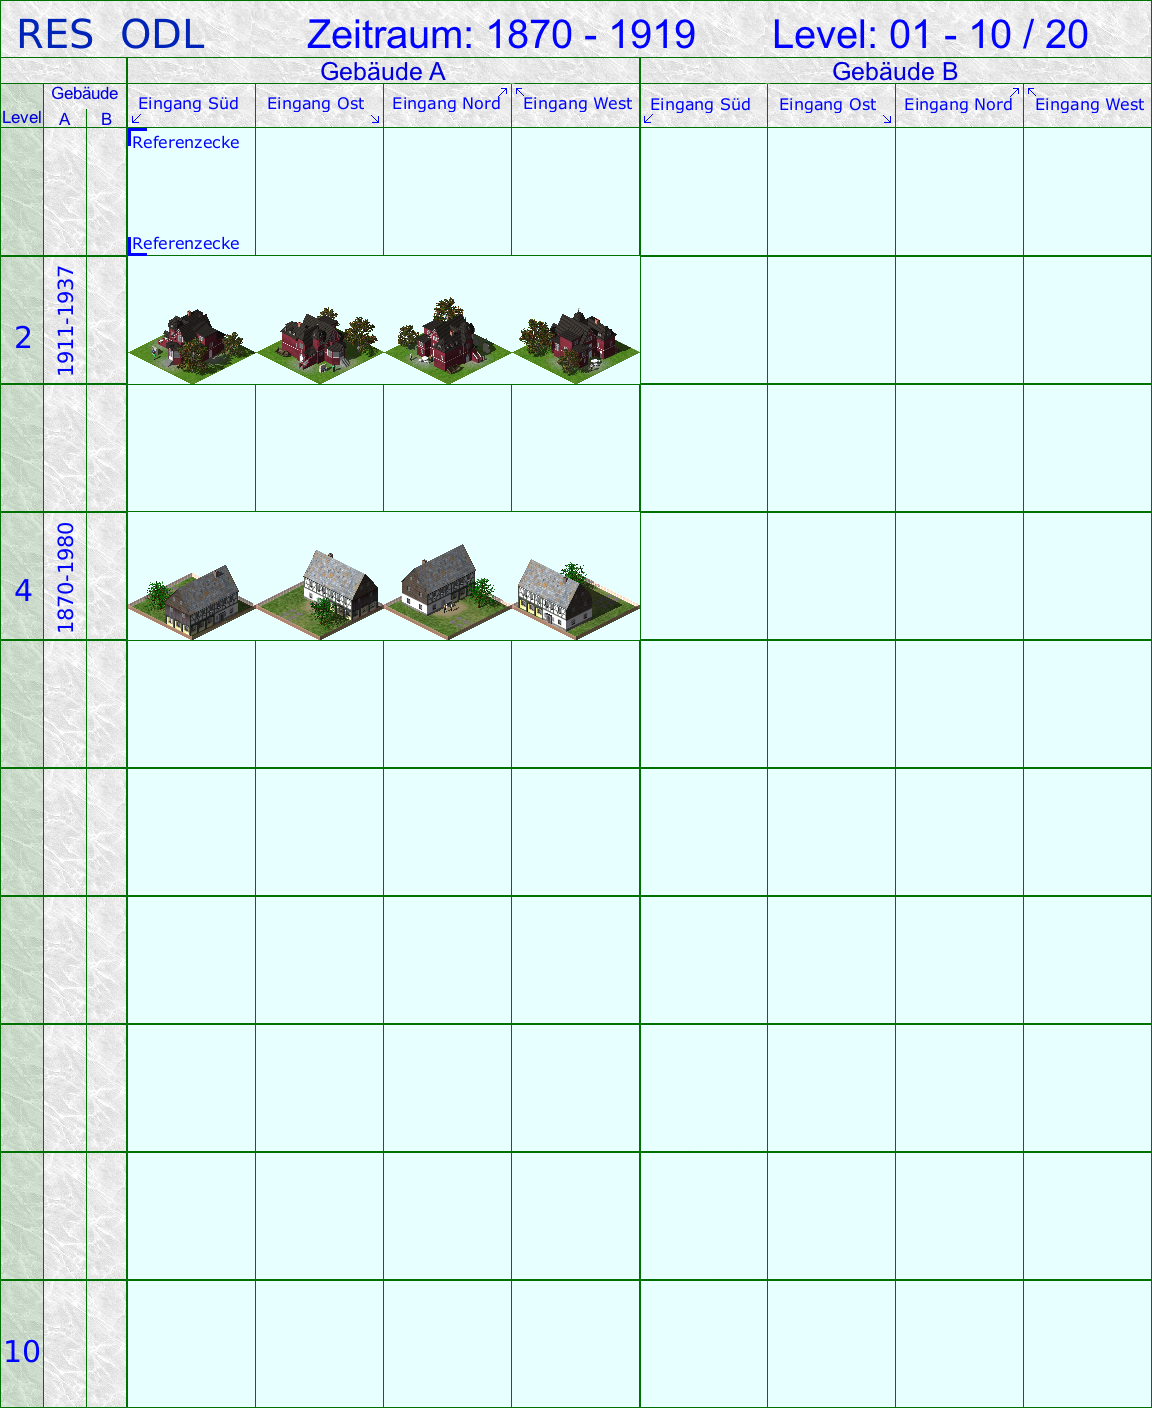 RES ODL Zeitraum: 1870 - 1919 Level: 01 - 10 / 20
Gebäude A Gebäude B
Level Gebäude A B
Eingang Süd Eingang Ost Eingang Nord Eingang West Eingang Süd Eingang Ost Eingang Nord Eingang West
Referenzecke
Referenzecke
2 1911-1937
4 1870-1980
10